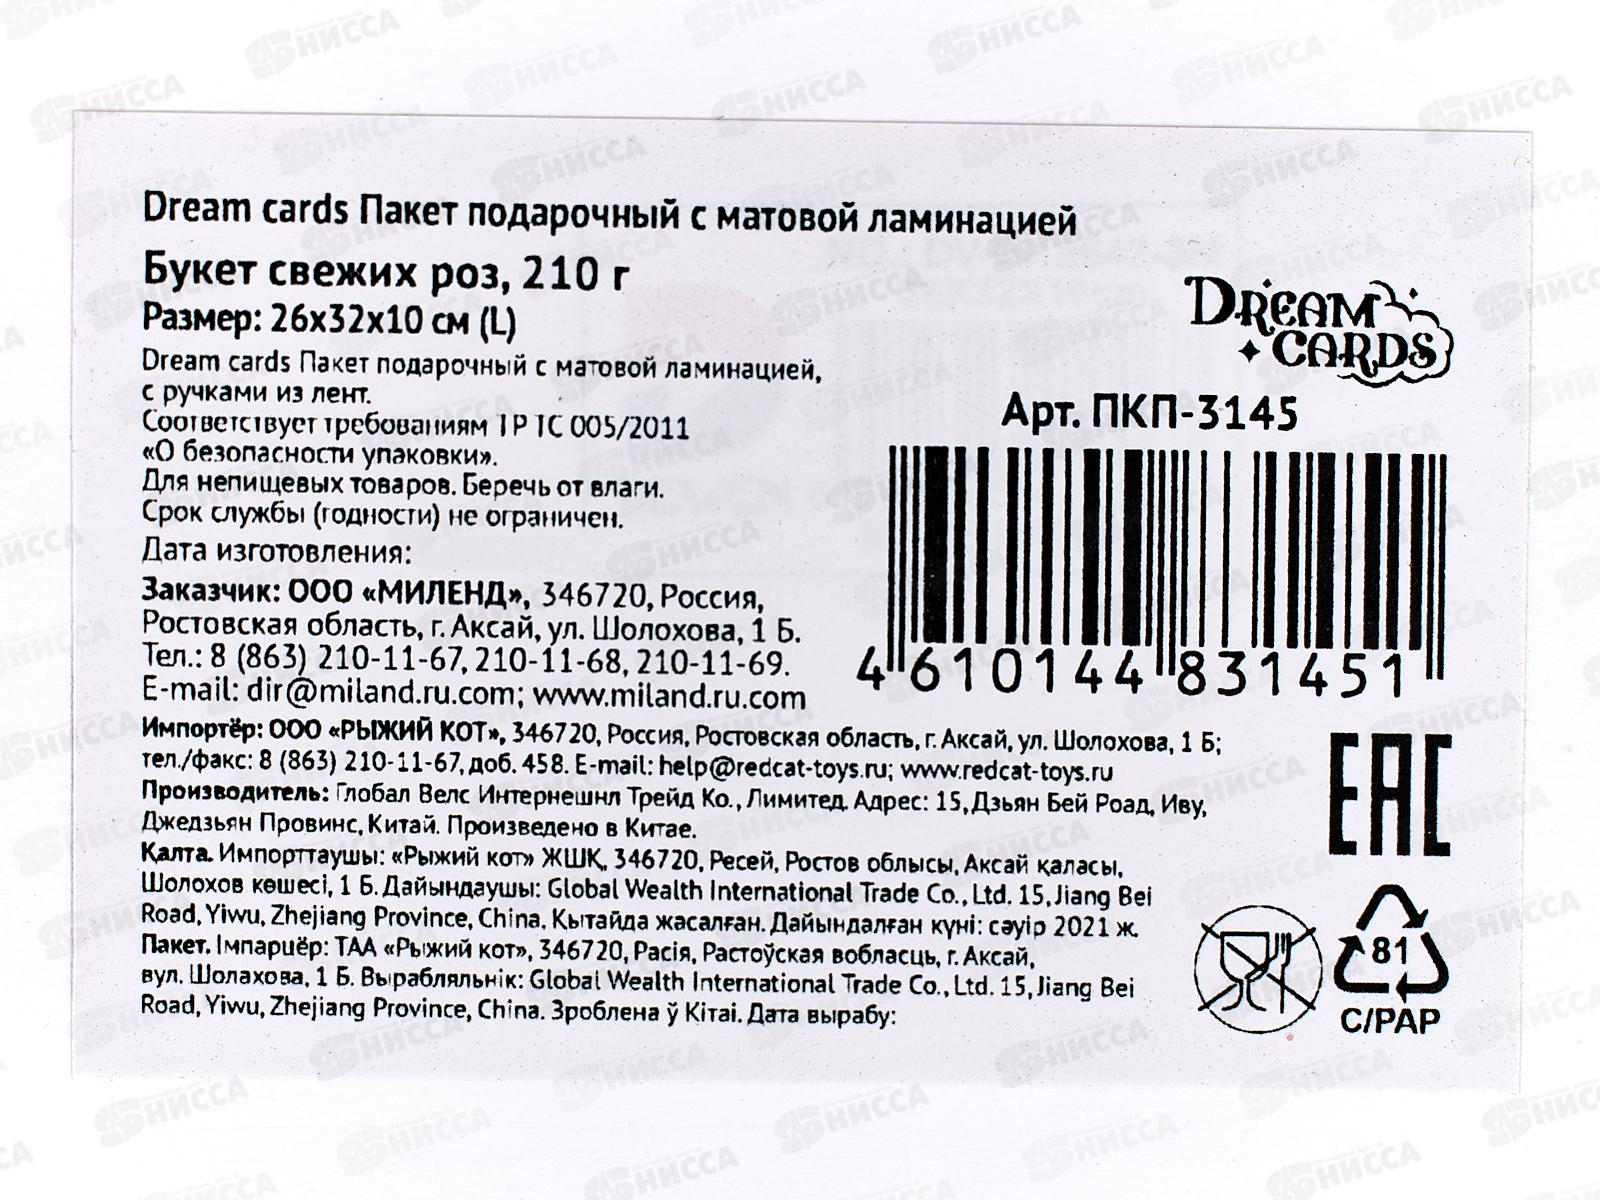 Dream cards Пакет подарочный с матовой ламинацией
Букет свежих роз, 210 г
Размер: 26х32х10 см (L)
Dream cards Пакет подарочный с матовой ламинацией,
с ручками из лент.
Соответствует требованиям ТР ТС 005/2011
«О безопасности упаковки».
Для непищевых товаров. Беречь от влаги.
Срок службы (годности) не ограничен.
Дата изготовления:
Заказчик: ООО «МИЛЕНД», 346720, Россия,
Ростовская область, г. Аксай, ул. Шолохова, 1 Б.
Тел.: 8 (863) 210-11-67, 210-11-68, 210-11-69.
E-mail: dir@miland.ru.com; www.miland.ru.com
Импортёр: ООО «РЫЖИЙ КОТ», 346720, Россия, Ростовская область, г. Аксай, ул. Шолохова, 1 Б;
тел./факс: 8 (863) 210-11-67, доб. 458. E-mail: help@redcat-toys.ru; www.redcat-toys.ru
Производитель: Глобал Велс Интернешнл Трейд Ко., Лимитед. Адрес: 15, Дзьян Бей Роад, Иву,
Джедзьян Провинс, Китай. Произведено в Китае.
Қалта. Импорттаушы: «Рыжий кот» ЖШҚ, 346720, Ресей, Ростов облысы, Аксай қаласы,
Шолохов көшесі, 1 Б. Дайындаушы: Global Wealth International Trade Co., Ltd. 15, Jiang Bei
Road, Yiwu, Zhejiang Province, China. Қытайда жасалған. Дайындалған күні: сәуір 2021 ж.
Пакет. Імпарцёр: ТАА «Рыжий кот», 346720, Расія, Растоўская вобласць, г. Аксай,
вул. Шолахова, 1 Б. Вырабляльнік: Global Wealth International Trade Co., Ltd. 15, Jiang Bei
Road, Yiwu, Zhejiang Province, China. Зроблена ў Кітаі. Дата вырабу:
DREAM
CARDS
Арт. ПКП-3145
4 610144 831451
EAC
81
C/PAP
НИССА